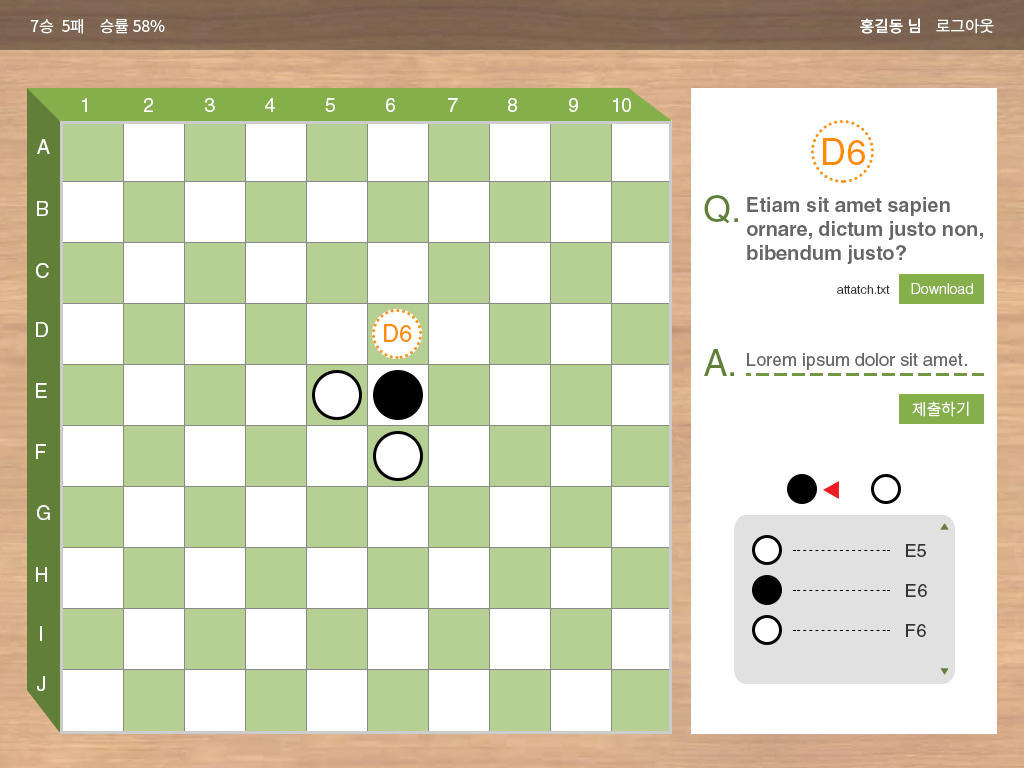 7승 5패 승률 58%
홍길동 님 로그아웃
1 2 3 4 5 6 7 8 9 10
A
B
C
D
E
F
G
H
I
J
D6
D6
Q. Etiam sit amet sapien
ornare, dictum justo non,
bibendum justo?
attatch.txt Download
A. Lorem ipsum dolor sit amet.
제출하기
E5
E6
F6